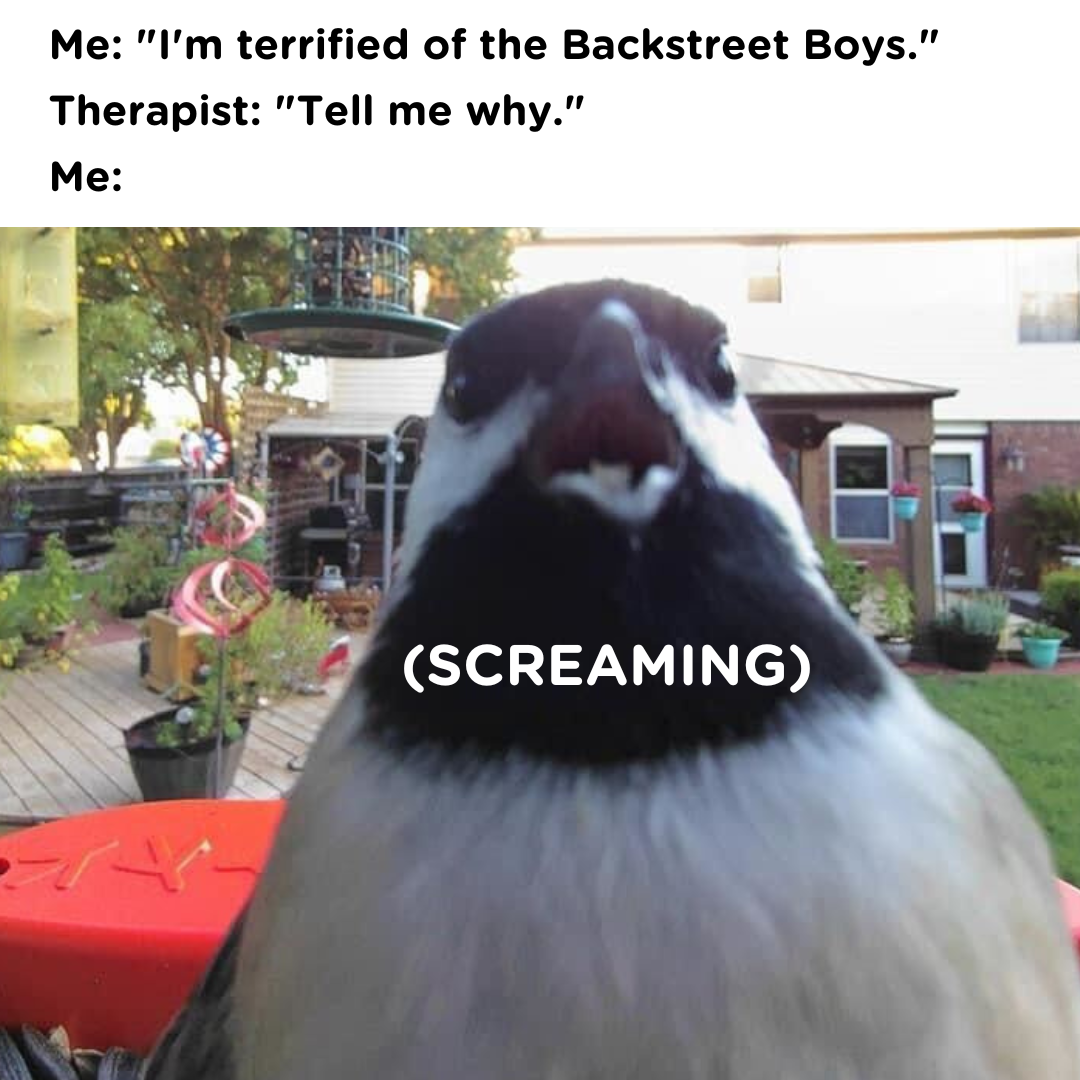 Me: "I'm terrified of the Backstreet Boys."
Therapist: "Tell me why."
Me:
(SCREAMING)